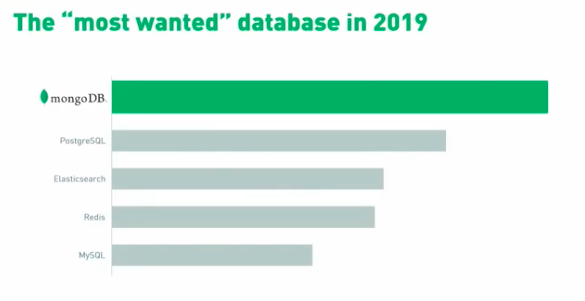 The “most wanted” database in 2019
mongoDB.
PostgreSQL
Elasticsearch
Redis
MySQL